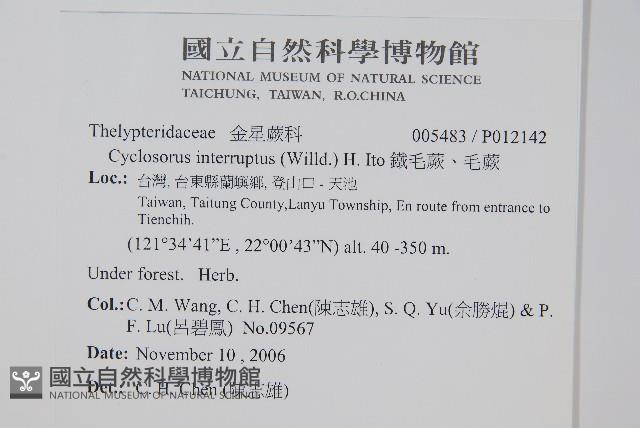 國立自然科學博物館
NATIONAL MUSEUM OF NATURAL SCIENCE
TAICHUNG, TAIWAN, R.O.CHINA
Thelypteridaceae 金星蕨科 005483 / P012142
Cyclosorus interruptus (Willd.) H. Ito 鐵毛蕨、毛蕨
Loc.: 台灣, 台東縣蘭嶼鄉, 登山口 - 天池
Taiwan, Taitung County,Lanyu Township, En route from entrance to
Tienchih.
(121°34'41"E , 22°00'43"N) alt. 40 -350 m.
Under forest. Herb.
Col.: C. M. Wang, C. H. Chen(陳志雄), S. Q. Yu(余勝焜) & P.
F. Lu(呂碧鳳) No.09567
Date: November 10 , 2006
Det.: C. H. Chen (陳志雄)
國立自然科學博物館
NATIONAL MUSEUM OF NATURAL SCIENCE